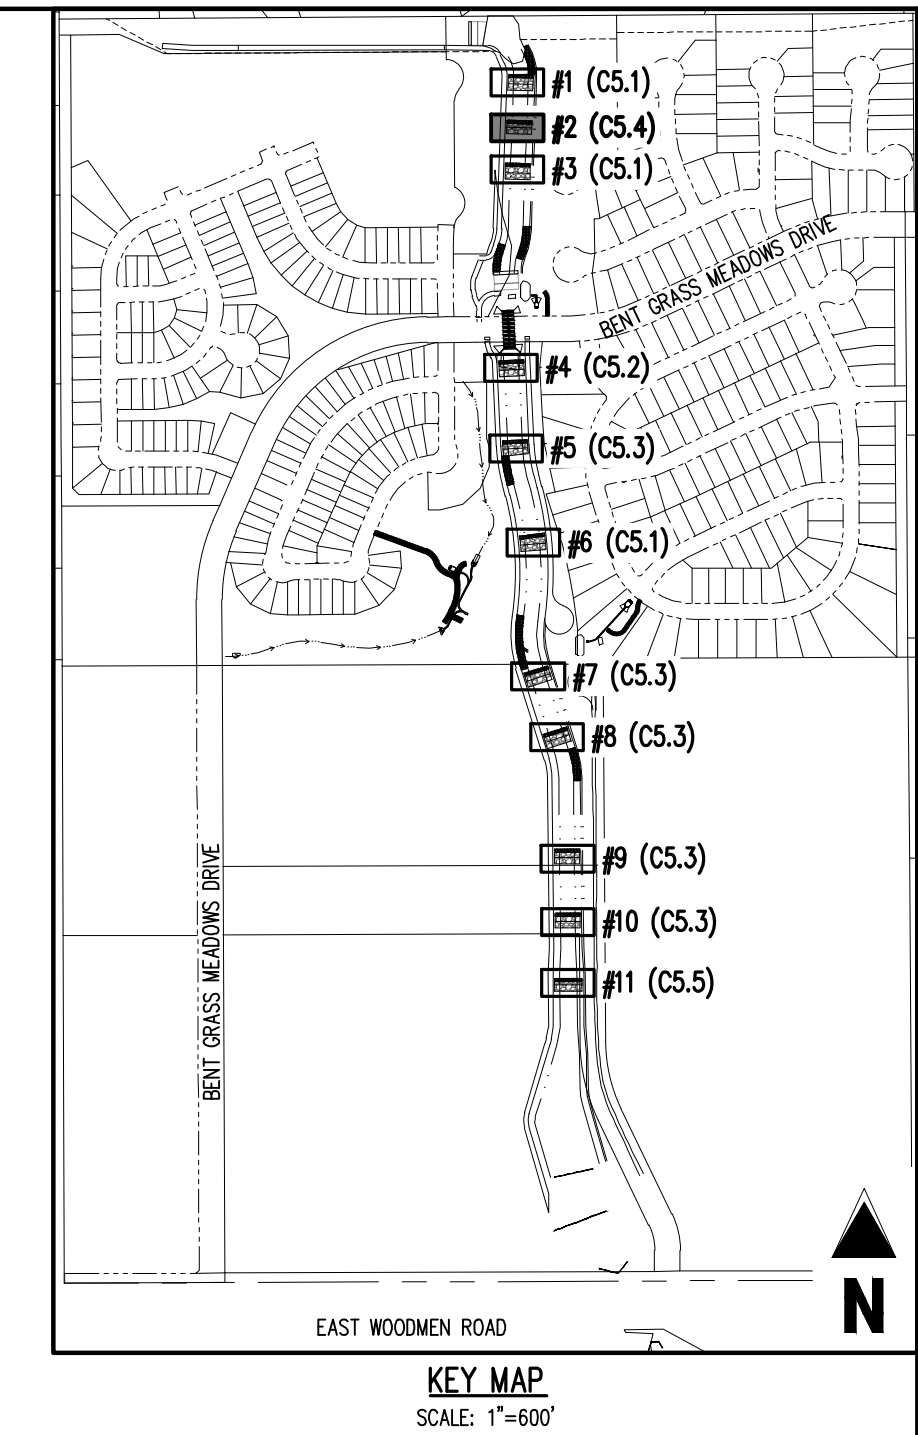 #1 (C5.1)
#2 (C5.4)
#3 (C5.1)
BENT GRASS MEADOWS DRIVE
#4 (C5.2)
#5 (C5.3)
#6 (C5.1)
#7 (C5.3)
#8 (C5.3)
#9 (C5.3)
#10 (C5.3)
#11 (C5.5)
BENT GRASS MEADOWS DRIVE
N
EAST WOODMEN ROAD
KEY MAP
SCALE: 1"=600'